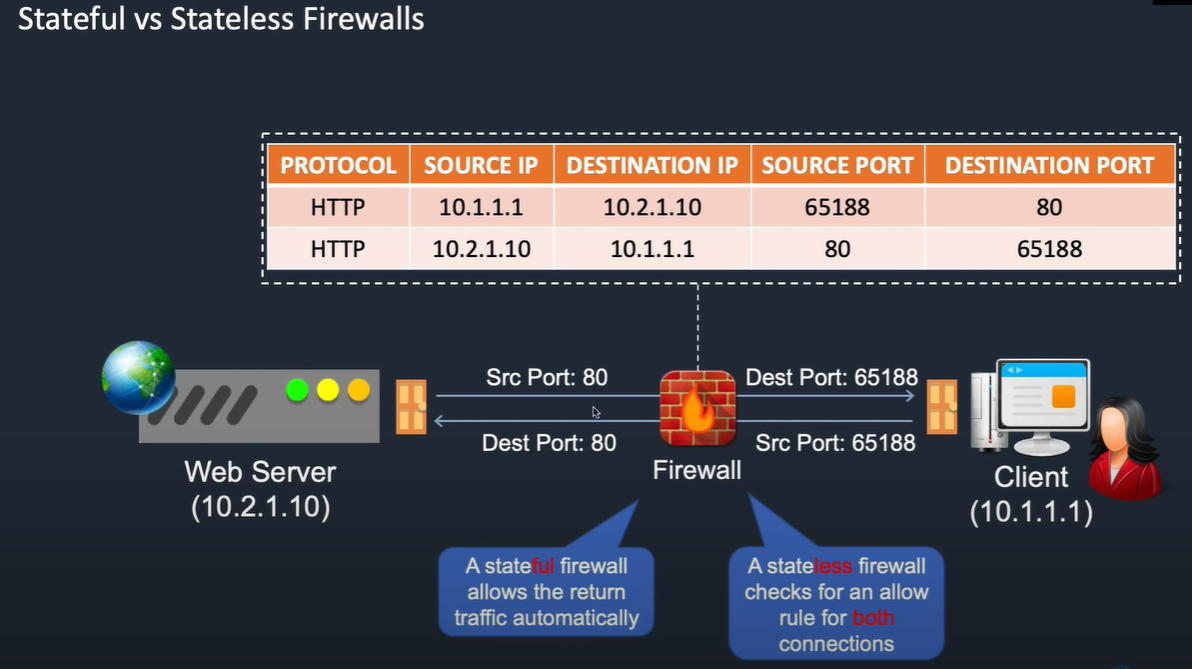 Stateful vs Stateless Firewalls
PROTOCOL SOURCE IP DESTINATION IP SOURCE PORT DESTINATION PORT
HTTP 10.1.1.1 10.2.1.10 65188 80
HTTP 10.2.1.10 10.1.1.1 80 65188
Src Port: 80 Dest Port: 65188
Dest Port: 80 Src Port: 65188
Firewall
Web Server
(10.2.1.10)
Client
(10.1.1.1)
A stateful firewall
allows the return
traffic automatically
A stateless firewall
checks for an allow
rule for both
connections